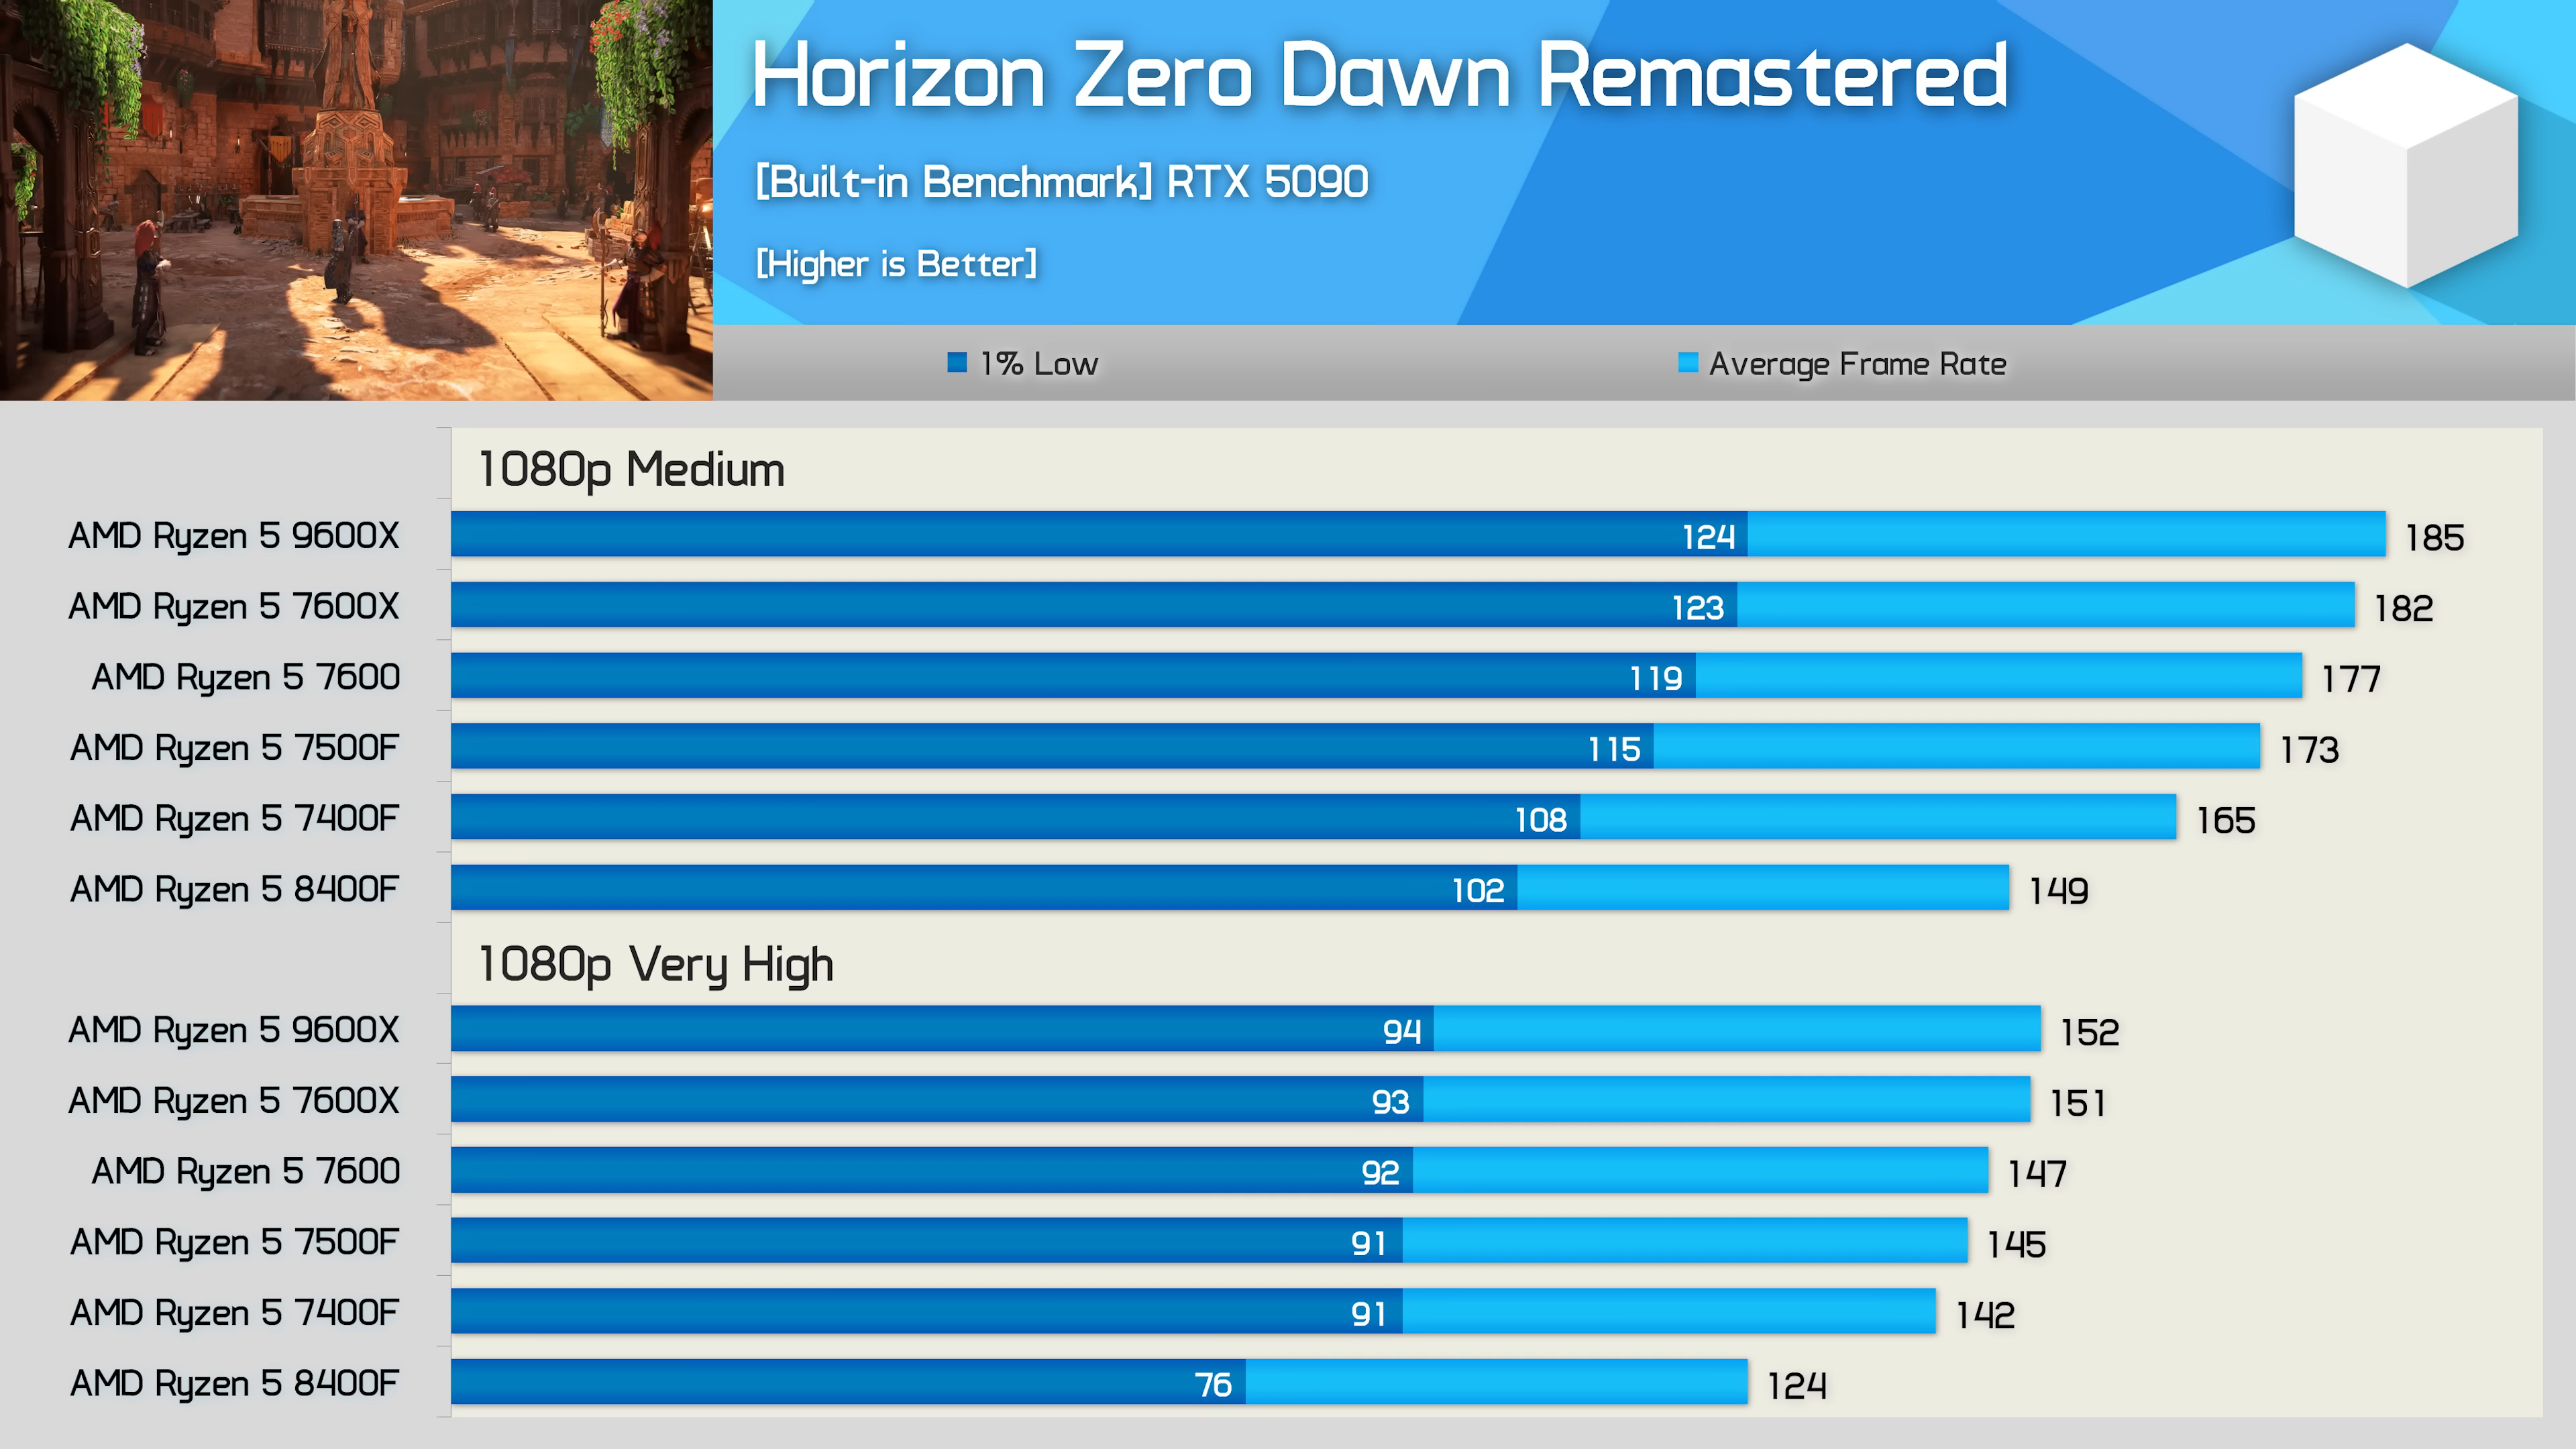 Horizon Zero Dawn Remastered
[Built-in Benchmark] RTX 5090
[Higher is Better]
1% Low Average Frame Rate
1080p Medium
AMD Ryzen 5 9600X 124 185
AMD Ryzen 5 7600X 123 182
AMD Ryzen 5 7600 119 177
AMD Ryzen 5 7500F 115 173
AMD Ryzen 5 7400F 108 165
AMD Ryzen 5 8400F 102 149
1080p Very High
AMD Ryzen 5 9600X 94 152
AMD Ryzen 5 7600X 93 151
AMD Ryzen 5 7600 92 147
AMD Ryzen 5 7500F 91 145
AMD Ryzen 5 7400F 91 142
AMD Ryzen 5 8400F 76 124